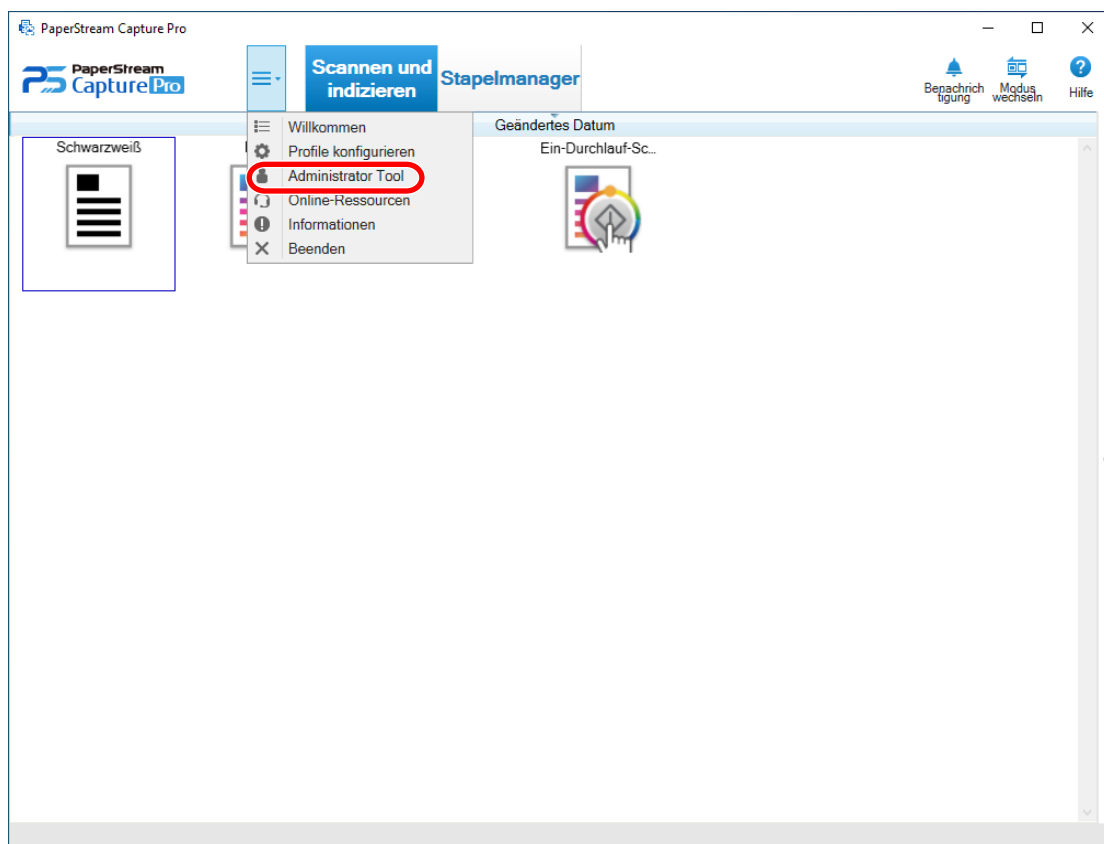 PaperStream Capture Pro
PaperStream
Capture Pro
Scannen und
indizieren
Stapelmanager
Benachrich
tigung
Modus
wechseln
Hilfe
Geändertes Datum
Schwarzweiß
Ein-Durchlauf-Sc...
Willkommen
Profile konfigurieren
Administrator Tool
Online-Ressourcen
Informationen
Beenden